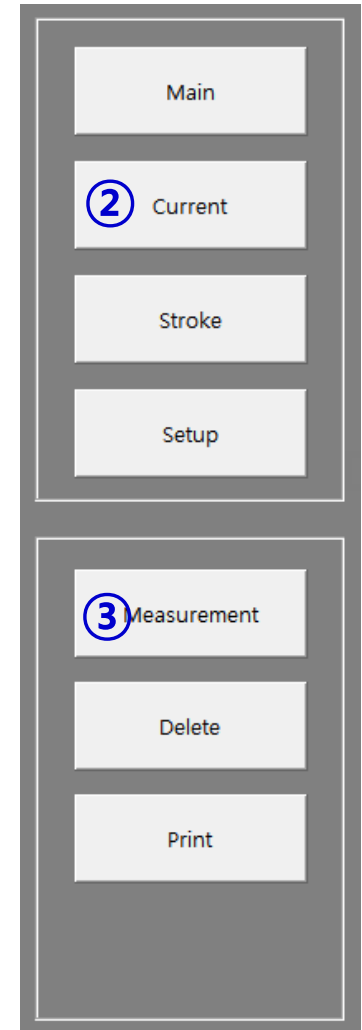 Main
② Current
Stroke
Setup
③ Measurement
Delete
Print